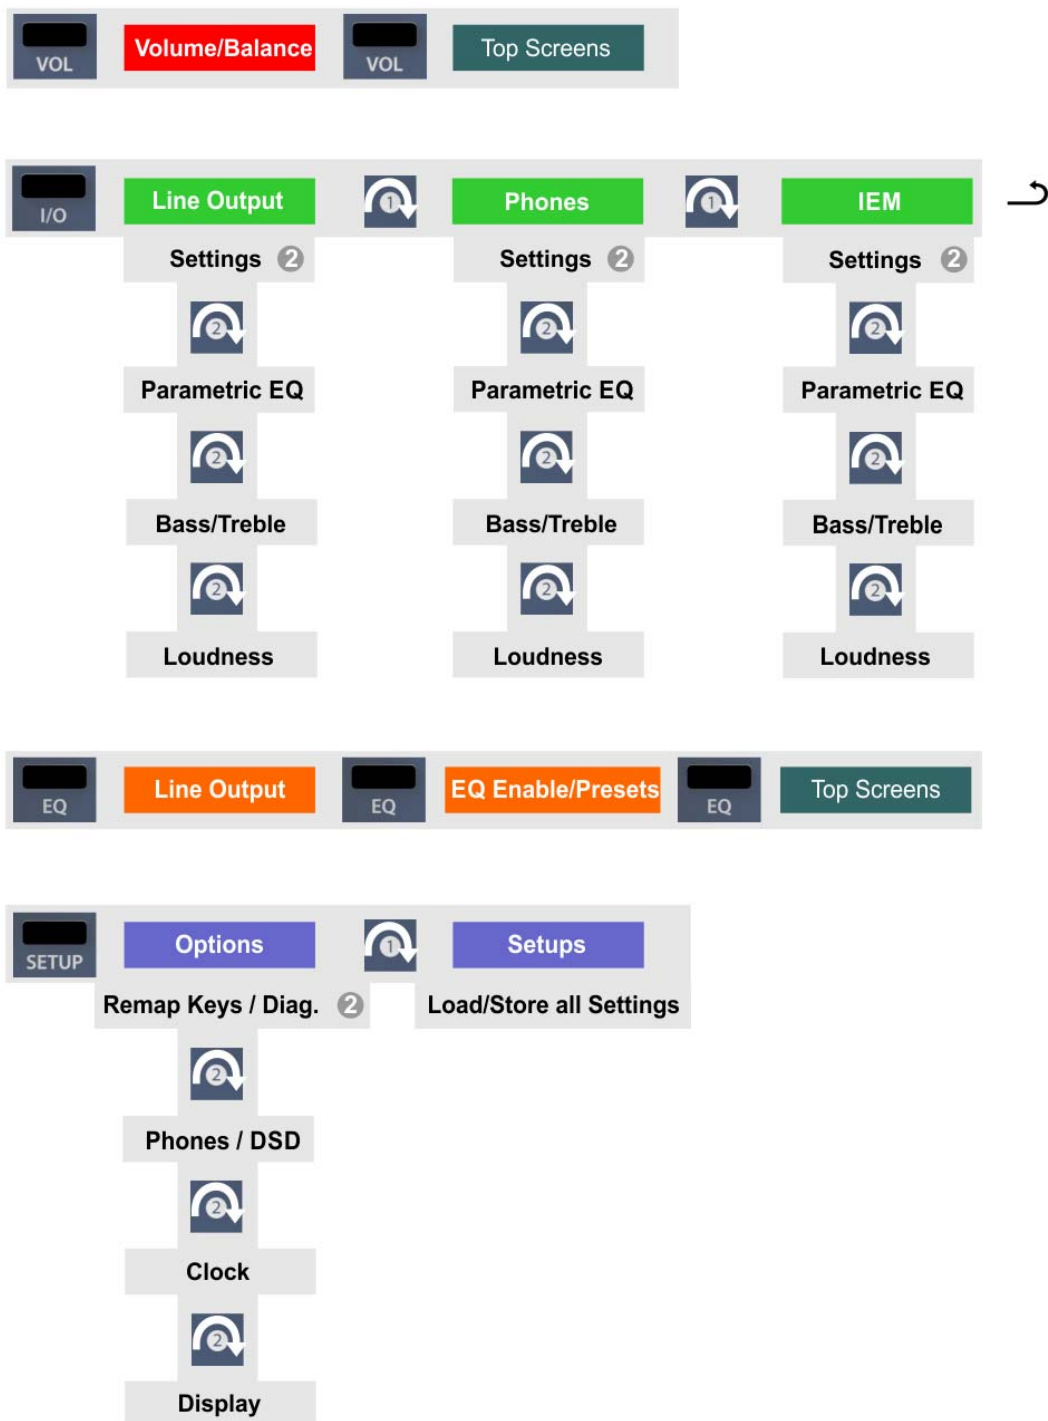 VOL Volume/Balance VOL Top Screens
I/O Line Output 1 Phones 1 IEM
Settings 2 Settings 2 Settings 2
2 2 2
Parametric EQ Parametric EQ Parametric EQ
2 2 2
Bass/Treble Bass/Treble Bass/Treble
2 2 2
Loudness Loudness Loudness
EQ Line Output EQ EQ Enable/Presets EQ Top Screens
SETUP Options 1 Setups
Remap Keys / Diag. 2 Load/Store all Settings
2
Phones / DSD
2
Clock
2
Display